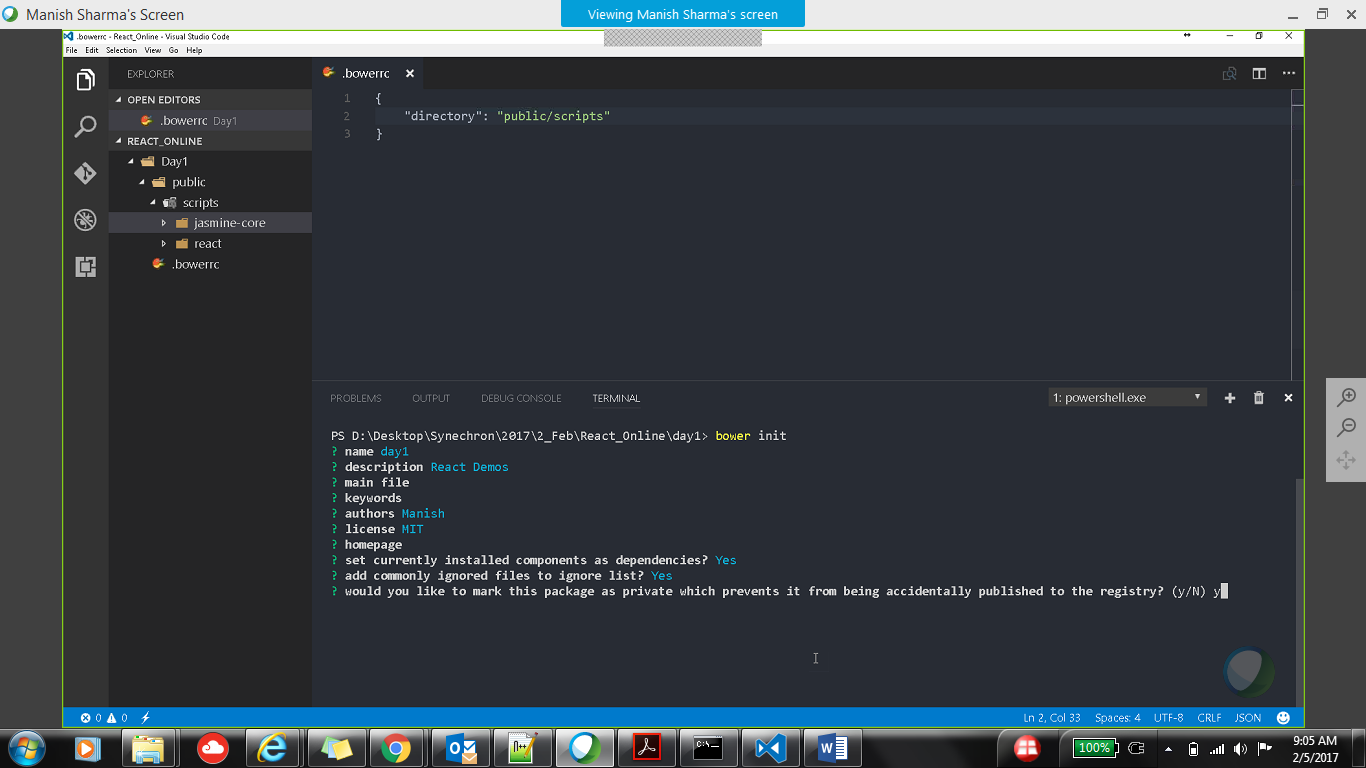 Manish Sharma's Screen
Viewing Manish Sharma's screen
.bowerrc - React_Online - Visual Studio Code
File Edit Selection View Go Help
EXPLORER
OPEN EDITORS
.bowerrc Day1
REACT_ONLINE
Day1
public
scripts
jasmine-core
react
.bowerrc
.bowerrc
1 {
2 "directory": "public/scripts"
3 }
PROBLEMS OUTPUT DEBUG CONSOLE TERMINAL
1: powershell.exe
PS D:\Desktop\Synechron\2017\2_Feb\React_Online\day1> bower init
? name day1
? description React Demos
? main file
? keywords
? authors Manish
? license MIT
? homepage
? set currently installed components as dependencies? Yes
? add commonly ignored files to ignore list? Yes
? would you like to mark this package as private which prevents it from being accidentally published to the registry? (y/N) y
0 0
Ln 2, Col 33 Spaces: 4 UTF-8 CRLF JSON
100%
9:05 AM
2/5/2017